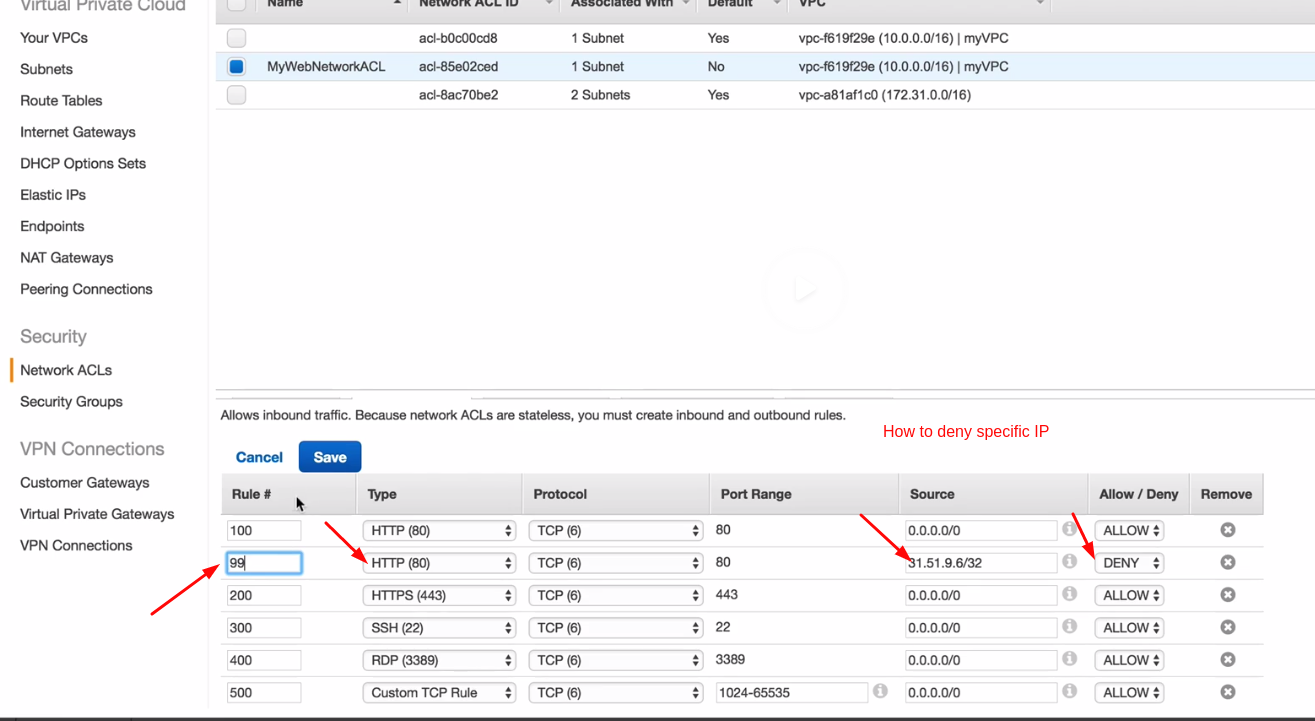 Virtual Private Cloud
Your VPCs
Subnets
Route Tables
Internet Gateways
DHCP Options Sets
Elastic IPs
Endpoints
NAT Gateways
Peering Connections
Security
Network ACLs
Security Groups
VPN Connections
Customer Gateways
Virtual Private Gateways
VPN Connections
Name Network ACL ID Associated With Default VPC
acl-b0c00cd8 1 Subnet Yes vpc-f619f29e (10.0.0.0/16) | myVPC
MyWebNetworkACL acl-85e02ced 1 Subnet No vpc-f619f29e (10.0.0.0/16) | myVPC
acl-8ac70be2 2 Subnets Yes vpc-a81af1c0 (172.31.0.0/16)
Allows inbound traffic. Because network ACLs are stateless, you must create inbound and outbound rules.
How to deny specific IP
Cancel Save
Rule # Type Protocol Port Range Source Allow / Deny Remove
100 HTTP (80) TCP (6) 80 0.0.0.0/0 ALLOW
99 HTTP (80) TCP (6) 80 31.51.9.6/32 DENY
200 HTTPS (443) TCP (6) 443 0.0.0.0/0 ALLOW
300 SSH (22) TCP (6) 22 0.0.0.0/0 ALLOW
400 RDP (3389) TCP (6) 3389 0.0.0.0/0 ALLOW
500 Custom TCP Rule TCP (6) 1024-65535 0.0.0.0/0 ALLOW